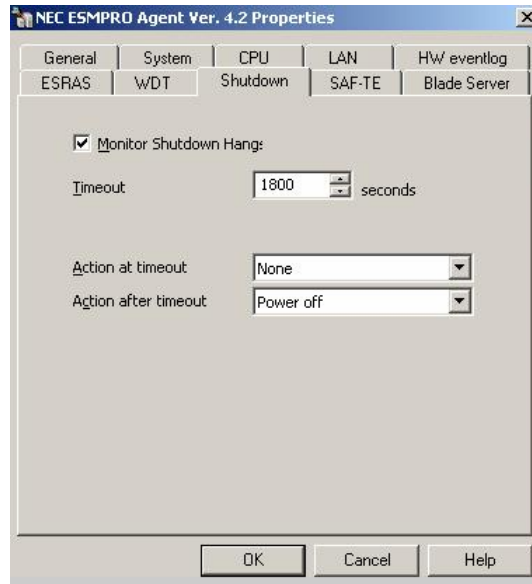 NEC ESMPRO Agent Ver. 4.2 Properties
General System CPU LAN HW eventlog
ESRAS WDT Shutdown SAF-TE Blade Server
Monitor Shutdown Hangs
Timeout 1800 seconds
Action at timeout None
Action after timeout Power off
OK Cancel Help